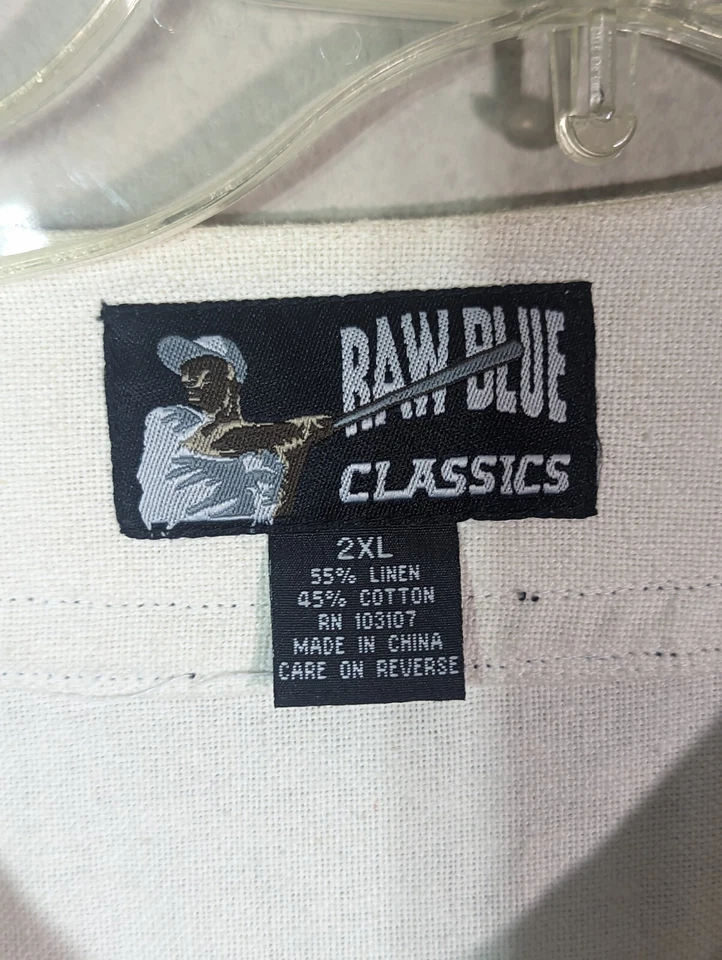 RAW BLUE
CLASSICS
2XL
55% LINEN
45% COTTON
RN 103107
MADE IN CHINA
CARE ON REVERSE